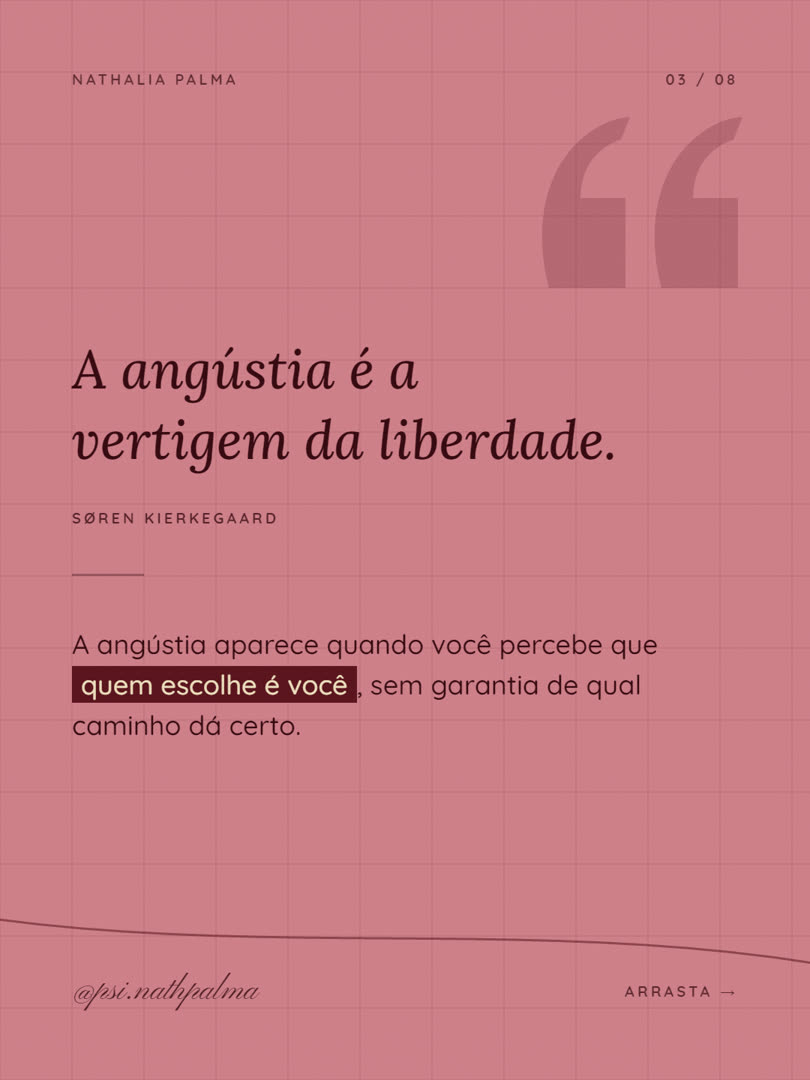 NATHALIA PALMA
03 / 08
“
A angústia é a
vertigem da liberdade.
SØREN KIERKEGAARD
A angústia aparece quando você percebe que
quem escolhe é você, sem garantia de qual
caminho dá certo.
@psi.nathpalma
ARRASTA →